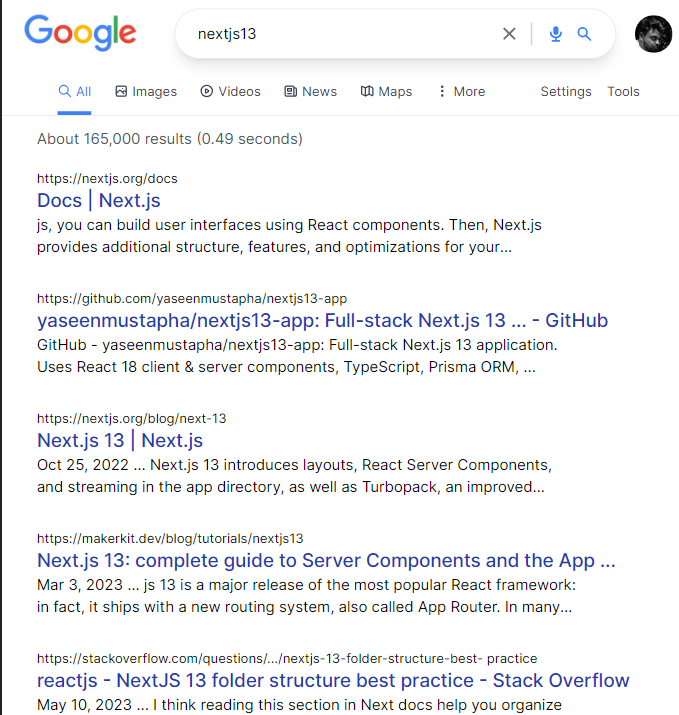 Google
nextjs13
All Images Videos News Maps More Settings Tools
About 165,000 results (0.49 seconds)
https://nextjs.org/docs
Docs | Next.js
js, you can build user interfaces using React components. Then, Next.js
provides additional structure, features, and optimizations for your...
https://github.com/yaseenmustapha/nextjs13-app
yaseenmustapha/nextjs13-app: Full-stack Next.js 13 ... - GitHub
GitHub - yaseenmustapha/nextjs13-app: Full-stack Next.js 13 application.
Uses React 18 client & server components, TypeScript, Prisma ORM, ...
https://nextjs.org/blog/next-13
Next.js 13 | Next.js
Oct 25, 2022 ... Next.js 13 introduces layouts, React Server Components,
and streaming in the app directory, as well as Turbopack, an improved...
https://makerkit.dev/blog/tutorials/nextjs13
Next.js 13: complete guide to Server Components and the App ...
Mar 3, 2023 ... js 13 is a major release of the most popular React framework:
in fact, it ships with a new routing system, also called App Router. In many...
https://stackoverflow.com/questions/.../nextjs-13-folder-structure-best- practice
reactjs - NextJS 13 folder structure best practice - Stack Overflow
May 10, 2023 ... I think reading this section in Next docs help you organize